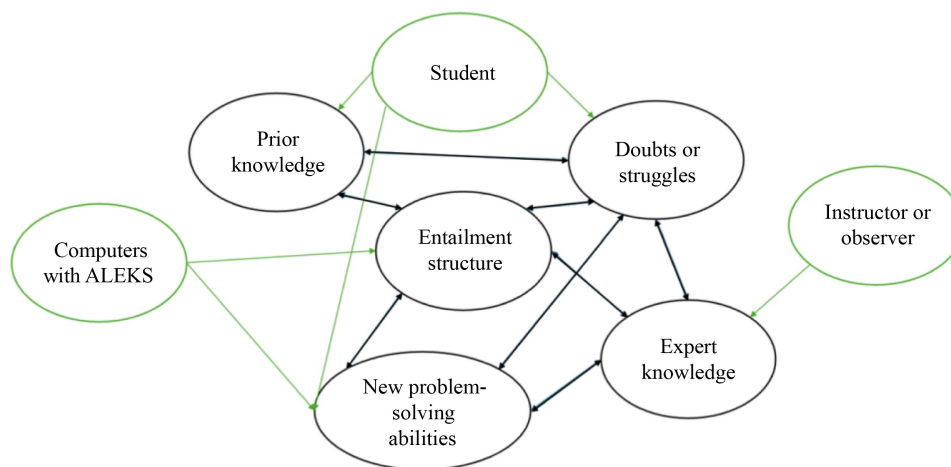 Student
Prior
knowledge
Doubts or
struggles
Instructor or
observer
Entailment
structure
Computers
with ALEKS
Expert
knowledge
New problem-
solving
abilities